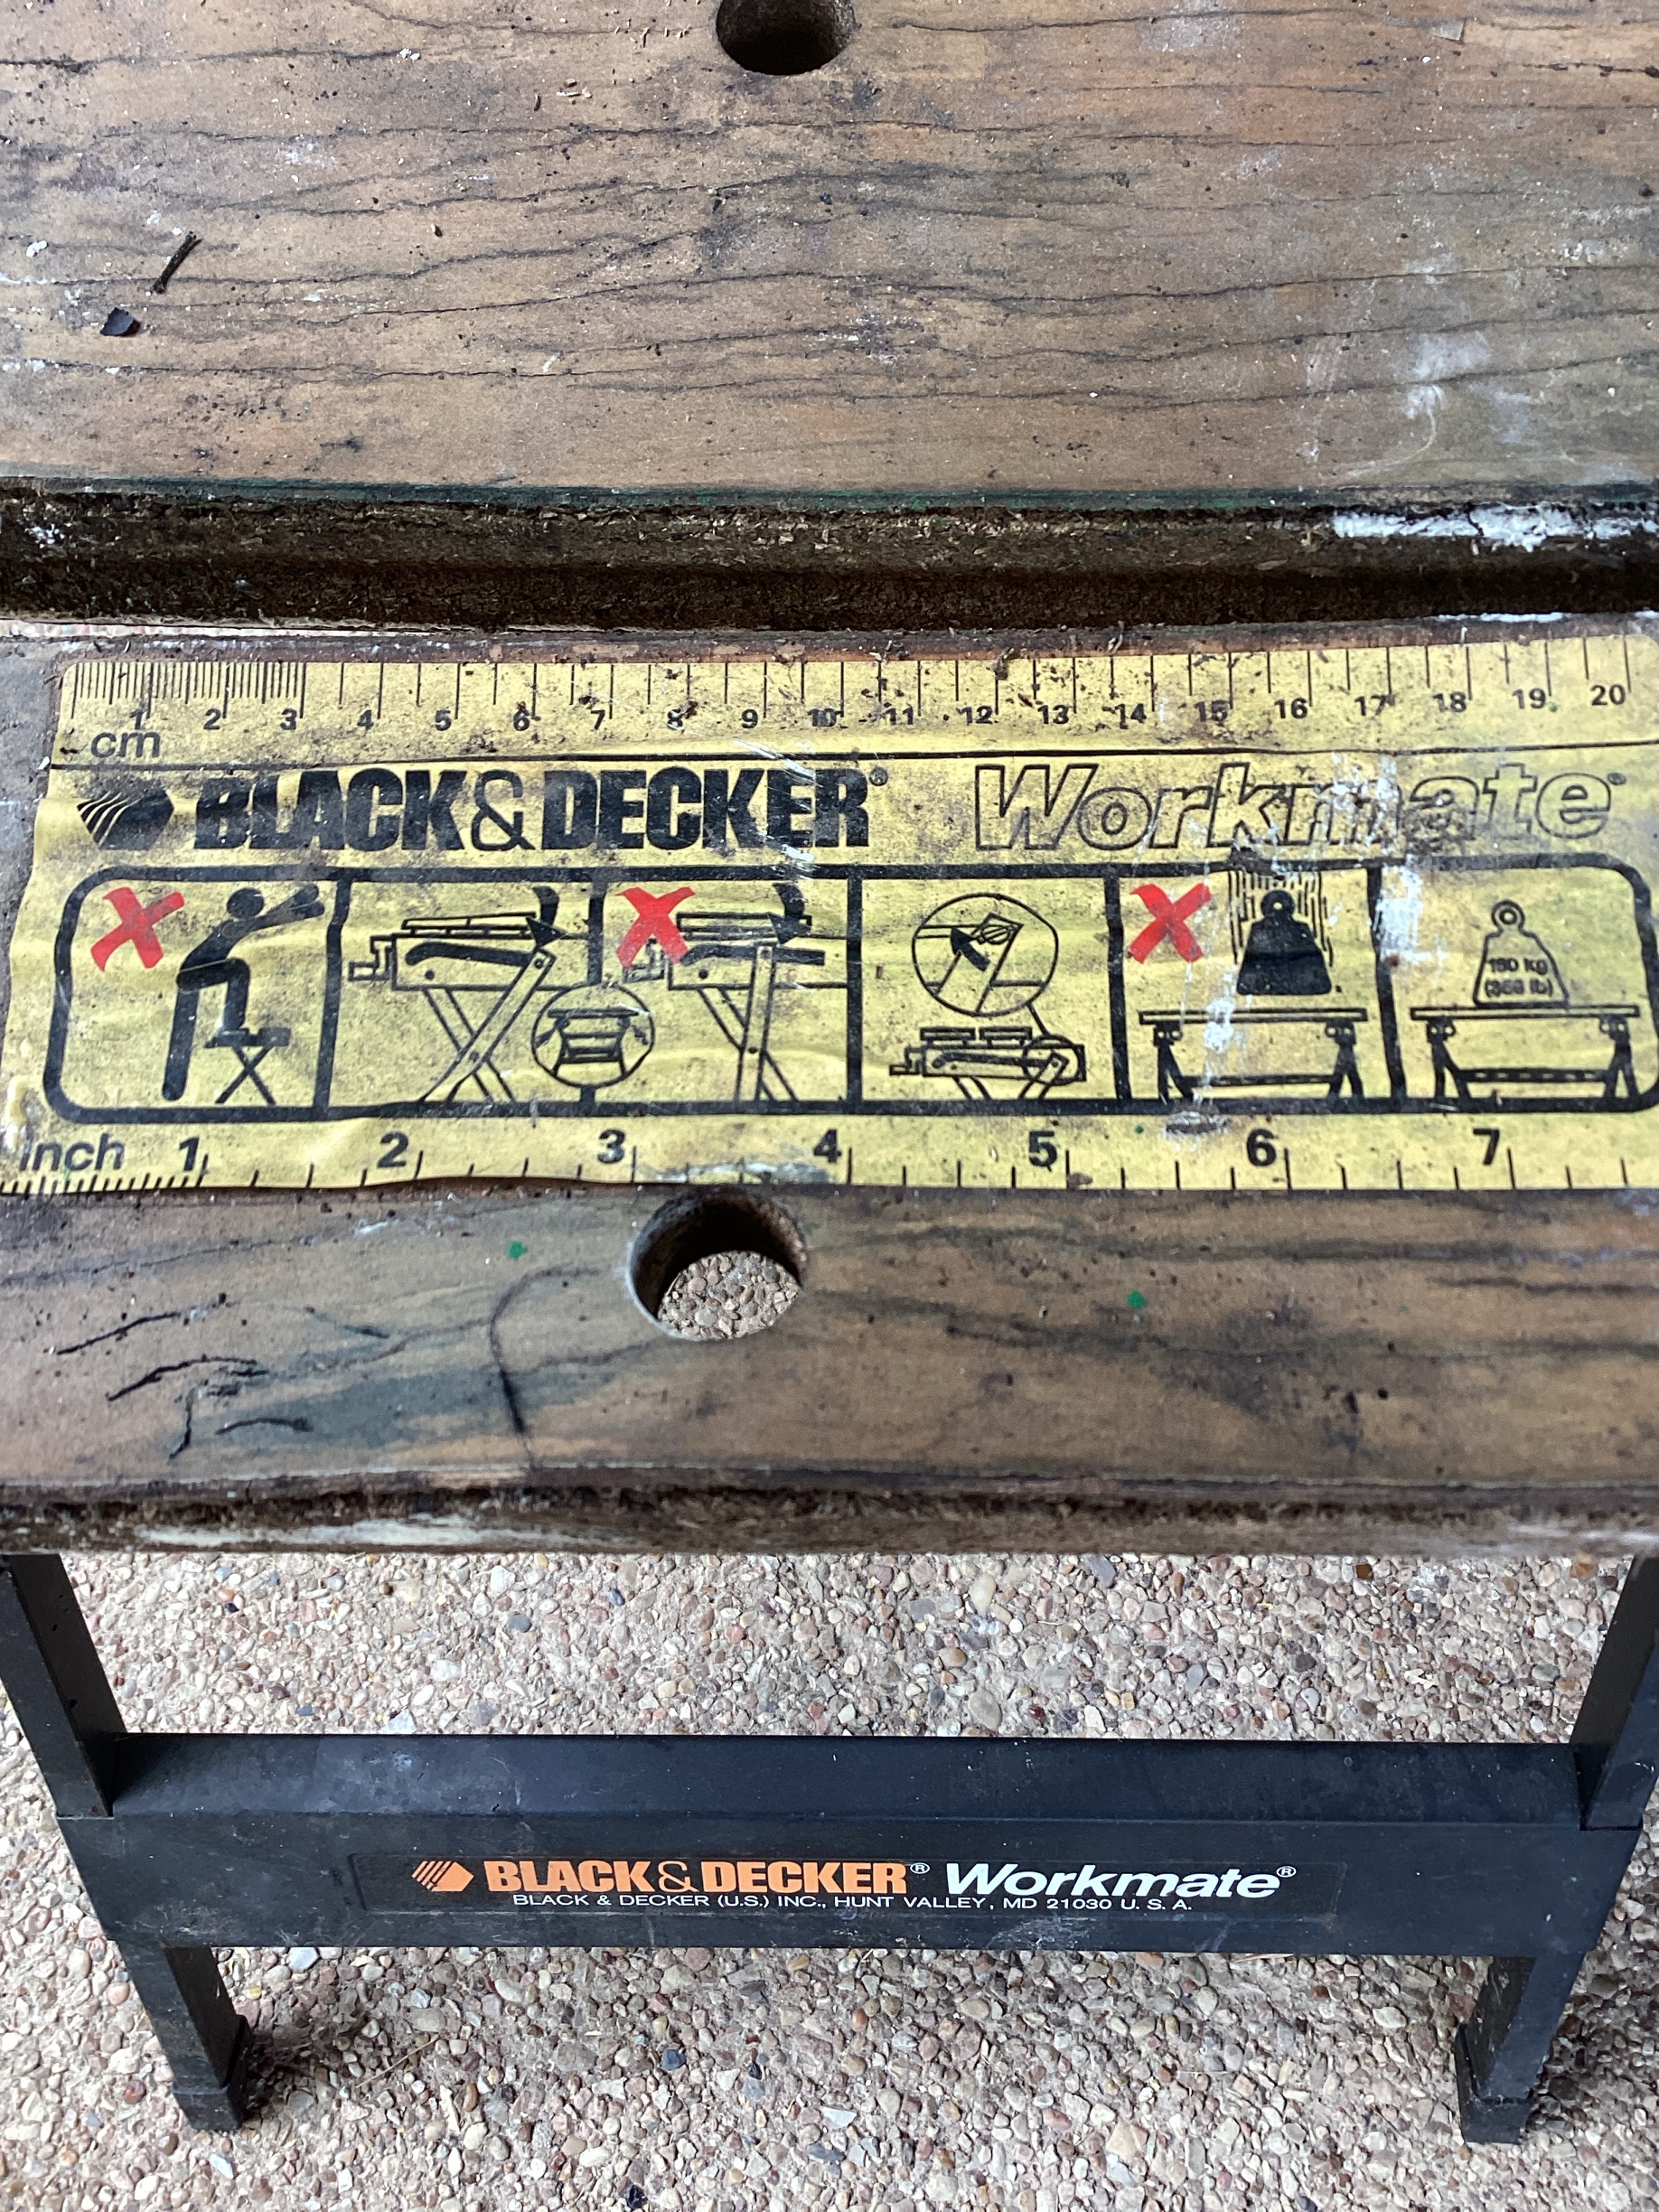 1 2 3 4 5 6 7 8 9 10 11 12 13 14 15 16 17 18 19 20
cm
BLACK&DECKER® Workmate®
kg
lb)
Inch 1 2 3 4 5 6 7
BLACK&DECKER® Workmate®
BLACK & DECKER (U.S.) INC., HUNT VALLEY, MD 21030 U. S. A.